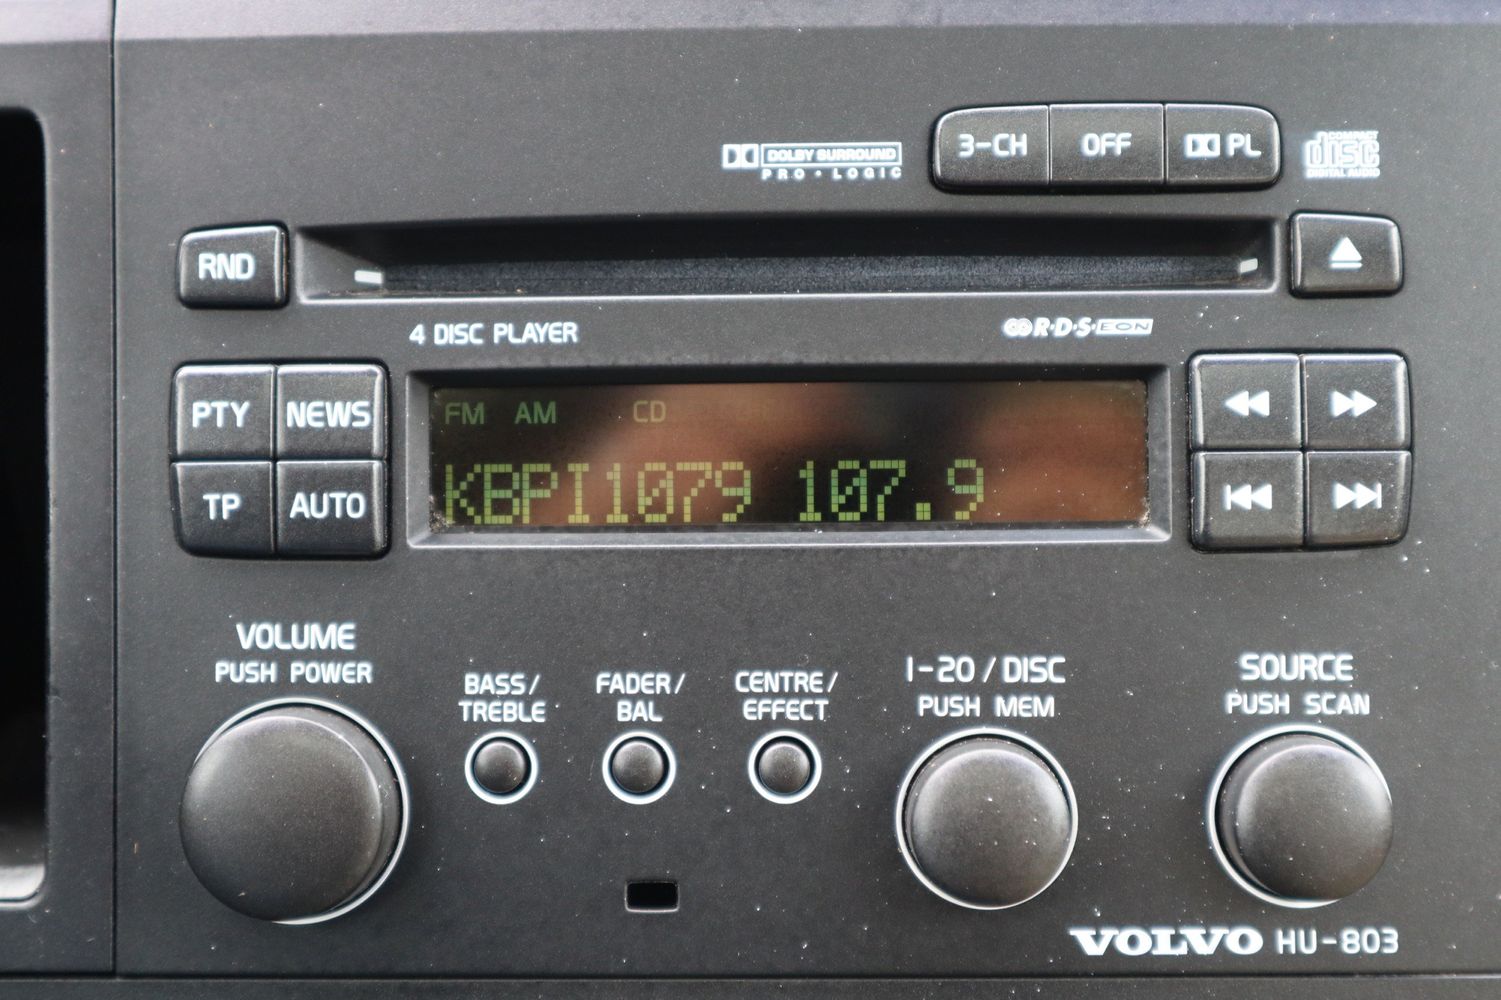 3-CH OFF PL
DOLBY SURROUND
PRO • LOGIC
COMPACT
disc
DIGITAL AUDIO
RND
4 DISC PLAYER
R·D·S EON
PTY NEWS
TP AUTO
FM AM CD
KBPI1079 107.9
VOLUME
PUSH POWER
BASS/
TREBLE
FADER/
BAL
CENTRE/
EFFECT
1-20 / DISC
PUSH MEM
SOURCE
PUSH SCAN
VOLVO HU-803